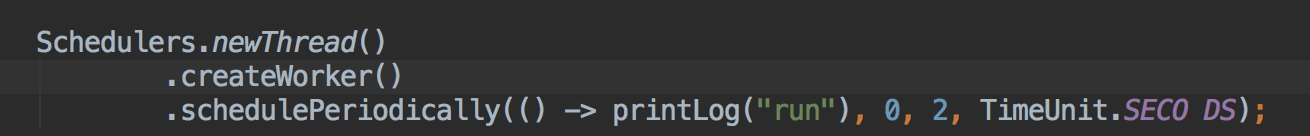 Schedulers.newThread()
.createWorker()
.schedulePeriodically(() -> printLog("run"), 0, 2, TimeUnit.SECO DS);